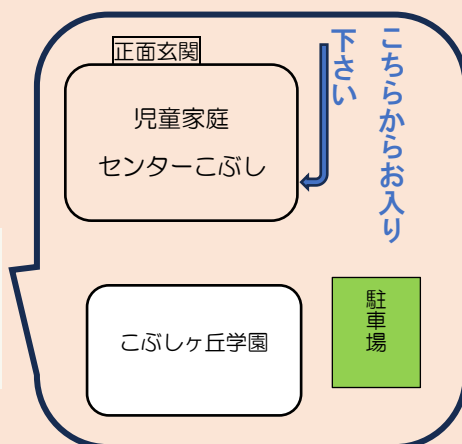 正面玄関
児童家庭
センターこぶし
こちらからお入り
下さい
こぶしヶ丘学園
駐車場